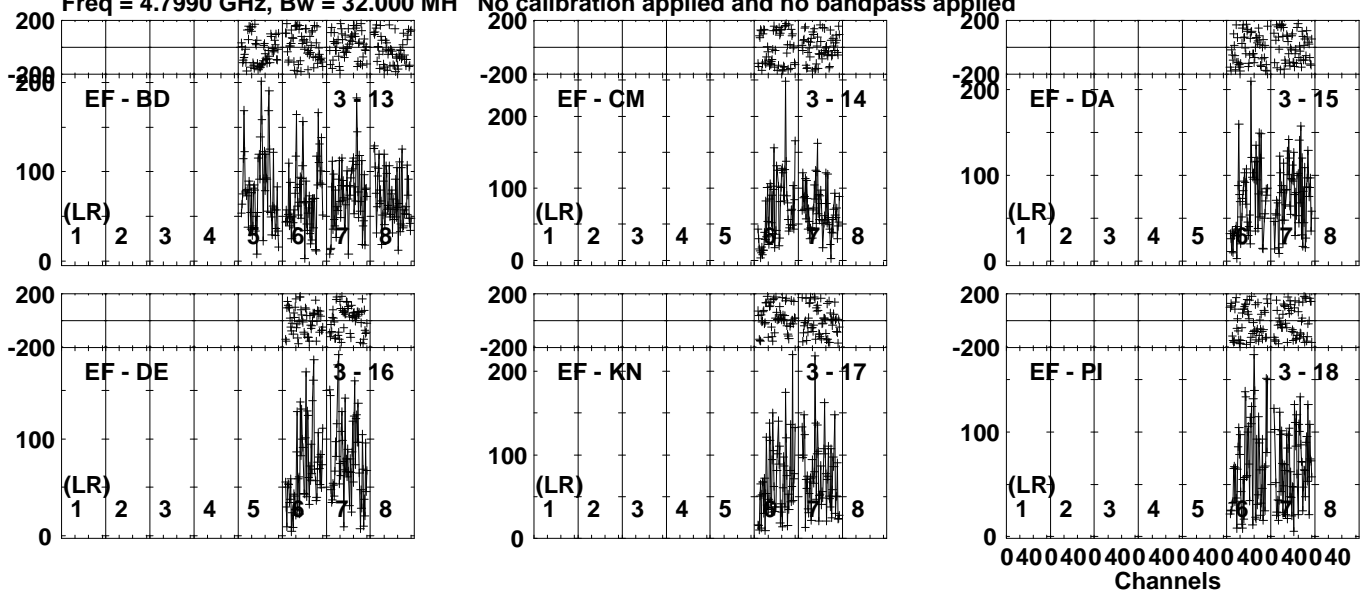 Freq = 4.7990 GHz, Bw = 32.000 MH No calibration applied and no bandpass applied
200
-200
200
100
0
EF - BD 3 - 13
(LR)
1 2 3 4 5 6 7 8
200
-200
200
100
0
EF - CM 3 - 14
(LR)
1 2 3 4 5 6 7 8
200
-200
200
100
0
EF - DA 3 - 15
(LR)
1 2 3 4 5 6 7 8
200
-200
100
0
EF - DE 3 - 16
(LR)
1 2 3 4 5 6 7 8
200
-200
200
100
0
EF - KN 3 - 17
(LR)
1 2 3 4 5 6 7 8
200
-200
100
0
EF - PI 3 - 18
(LR)
1 2 3 4 5 6 7 8
0 40 0 40 0 40 0 40 0 40 0 40 0 40 0 40
Channels